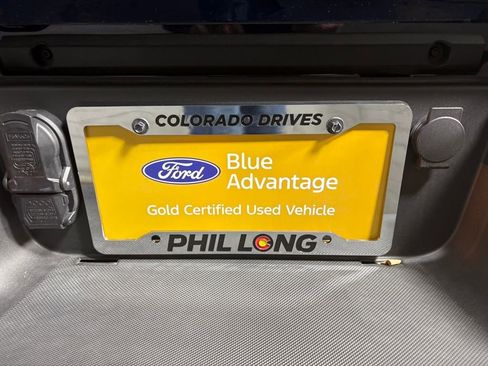 COLORADO DRIVES
Ford
Blue
Advantage
Gold Certified Used Vehicle
PHIL LONG